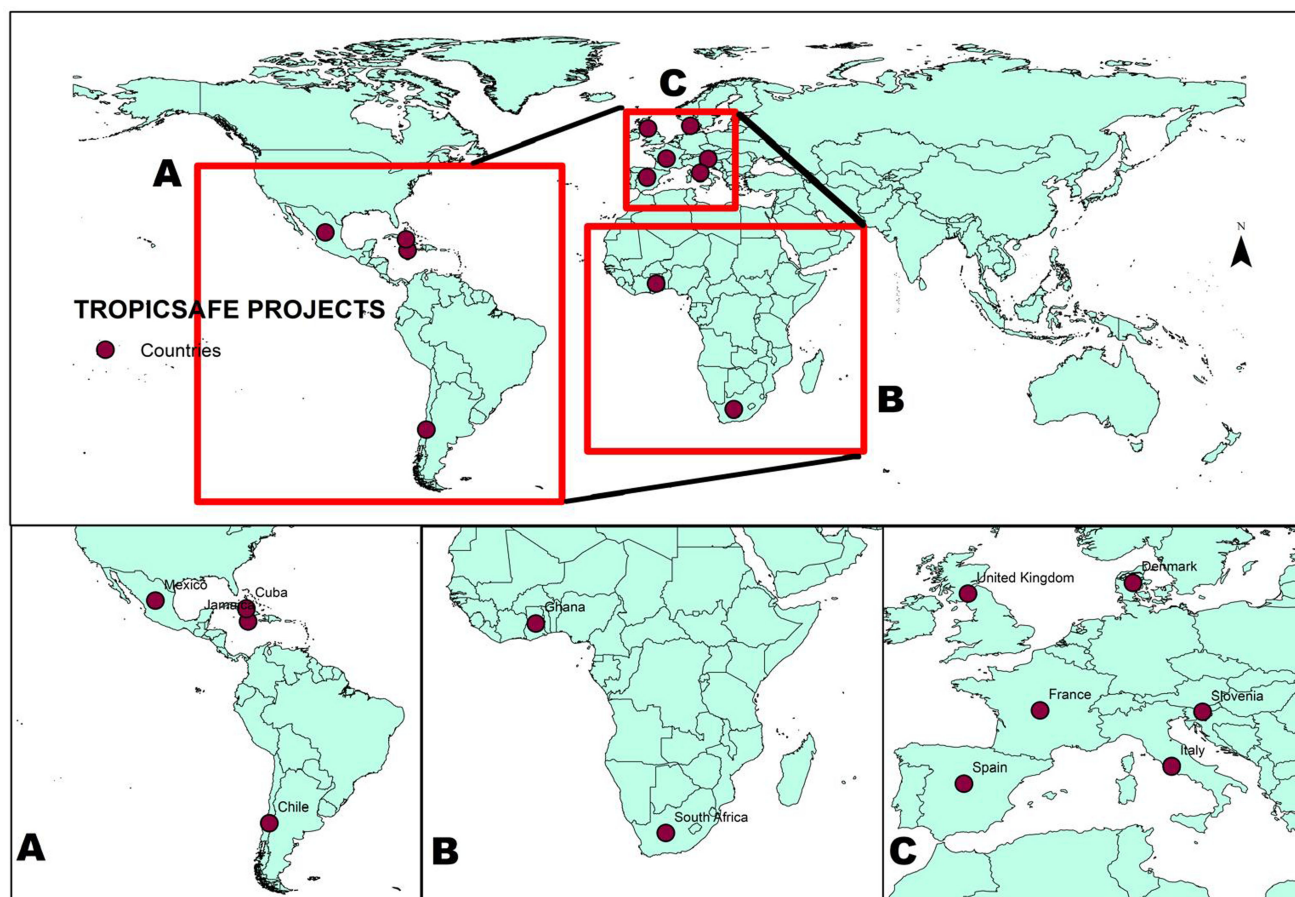 C
A
N
TROPICSAFE PROJECTS
Countries
B
Mexico
Cuba
Jamaica
Chile
A
Ghana
South Africa
B
United Kingdom
Denmark
France
Slovenia
Italy
Spain
C